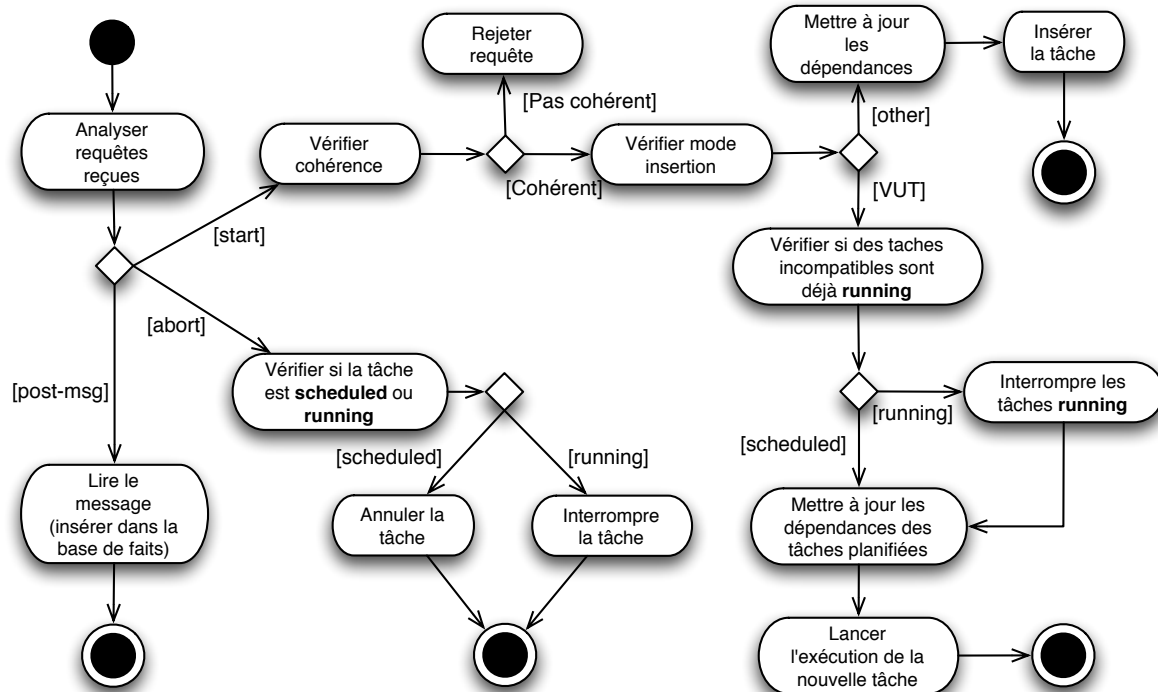 Analyser
requêtes
reçues
[start]
[abort]
[post-msg]
Lire le
message
(insérer dans la
base de faits)
Vérifier
cohérence
Rejeter
requête
[Pas cohérent]
[Cohérent]
Vérifier mode
insertion
[other]
[VUT]
Mettre à jour
les
dépendances
Insérer
la tâche
Vérifier si des taches
incompatibles sont
déjà running
[running]
[scheduled]
Interrompre les
tâches running
Mettre à jour les
dépendances des
tâches planifiées
Lancer
l'exécution de la
nouvelle tâche
Vérifier si la tâche
est scheduled ou
running
[scheduled]
[running]
Annuler la
tâche
Interrompre
la tâche